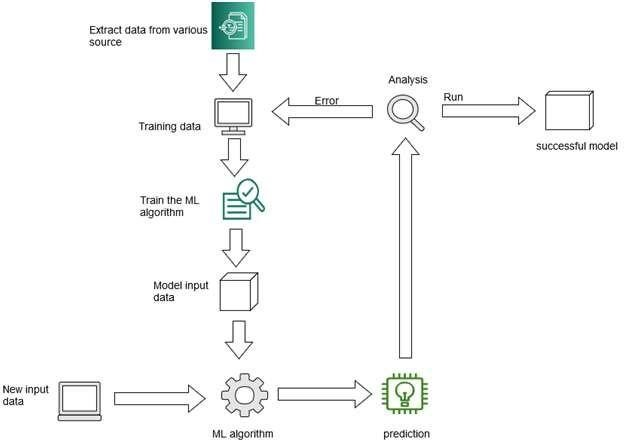 Extract data from various
source
Analysis
Error
Run
Training data
successful model
Train the ML
algorithm
Model input
data
New input
data
ML algorithm
prediction